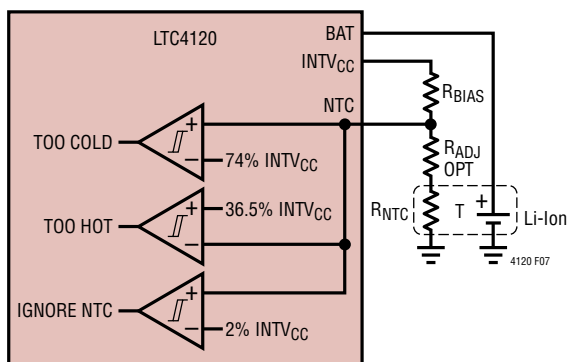 LTC4120
BAT
INTVCC
RBIAS
NTC
TOO COLD
+
−
74% INTVCC
RADJ
OPT
TOO HOT
+
−
36.5% INTVCC
RNTC
T
+
Li-Ion
4120 F07
IGNORE NTC
+
−
2% INTVCC